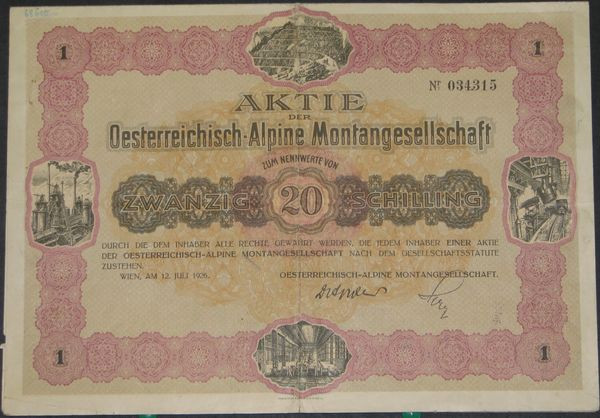 1 1
Nr 034315
AKTIE
DER
Oesterreichisch-Alpine Montangesellschaft
ZUM NENNWERTE VON
ZWANZIG 20 SCHILLING
DURCH DIE DEM INHABER ALLE RECHTE GEWÄHRT WERDEN, DIE JEDEM INHABER EINER AKTIE
DER OESTERREICHISCH-ALPINE MONTANGESELLSCHAFT NACH DEM GESELLSCHAFTSSTATUTE
ZUSTEHEN.
WIEN, AM 12. JULI 1926. OESTERREICHISCH-ALPINE MONTANGESELLSCHAFT.
1 1